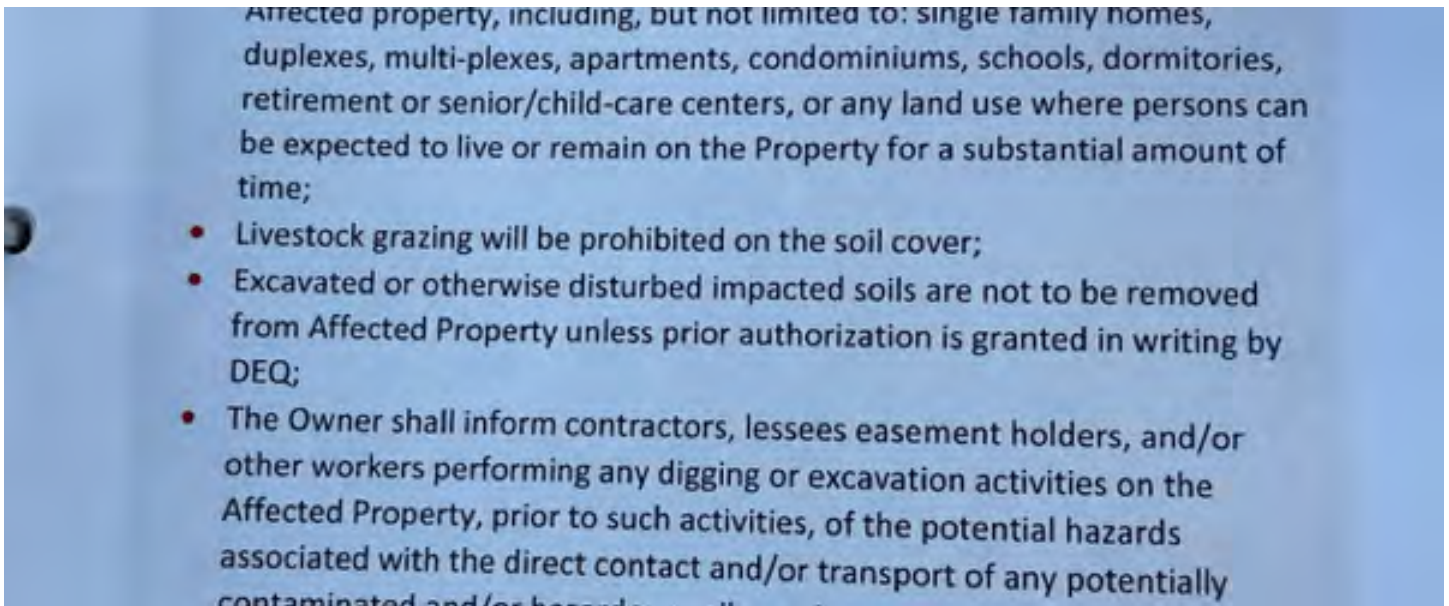 Affected property, including, but not limited to: single family homes,
duplexes, multi-plexes, apartments, condominiums, schools, dormitories,
retirement or senior/child-care centers, or any land use where persons can
be expected to live or remain on the Property for a substantial amount of
time;
• Livestock grazing will be prohibited on the soil cover;
• Excavated or otherwise disturbed impacted soils are not to be removed
from Affected Property unless prior authorization is granted in writing by
DEQ;
• The Owner shall inform contractors, lessees easement holders, and/or
other workers performing any digging or excavation activities on the
Affected Property, prior to such activities, of the potential hazards
associated with the direct contact and/or transport of any potentially
contaminated and/or